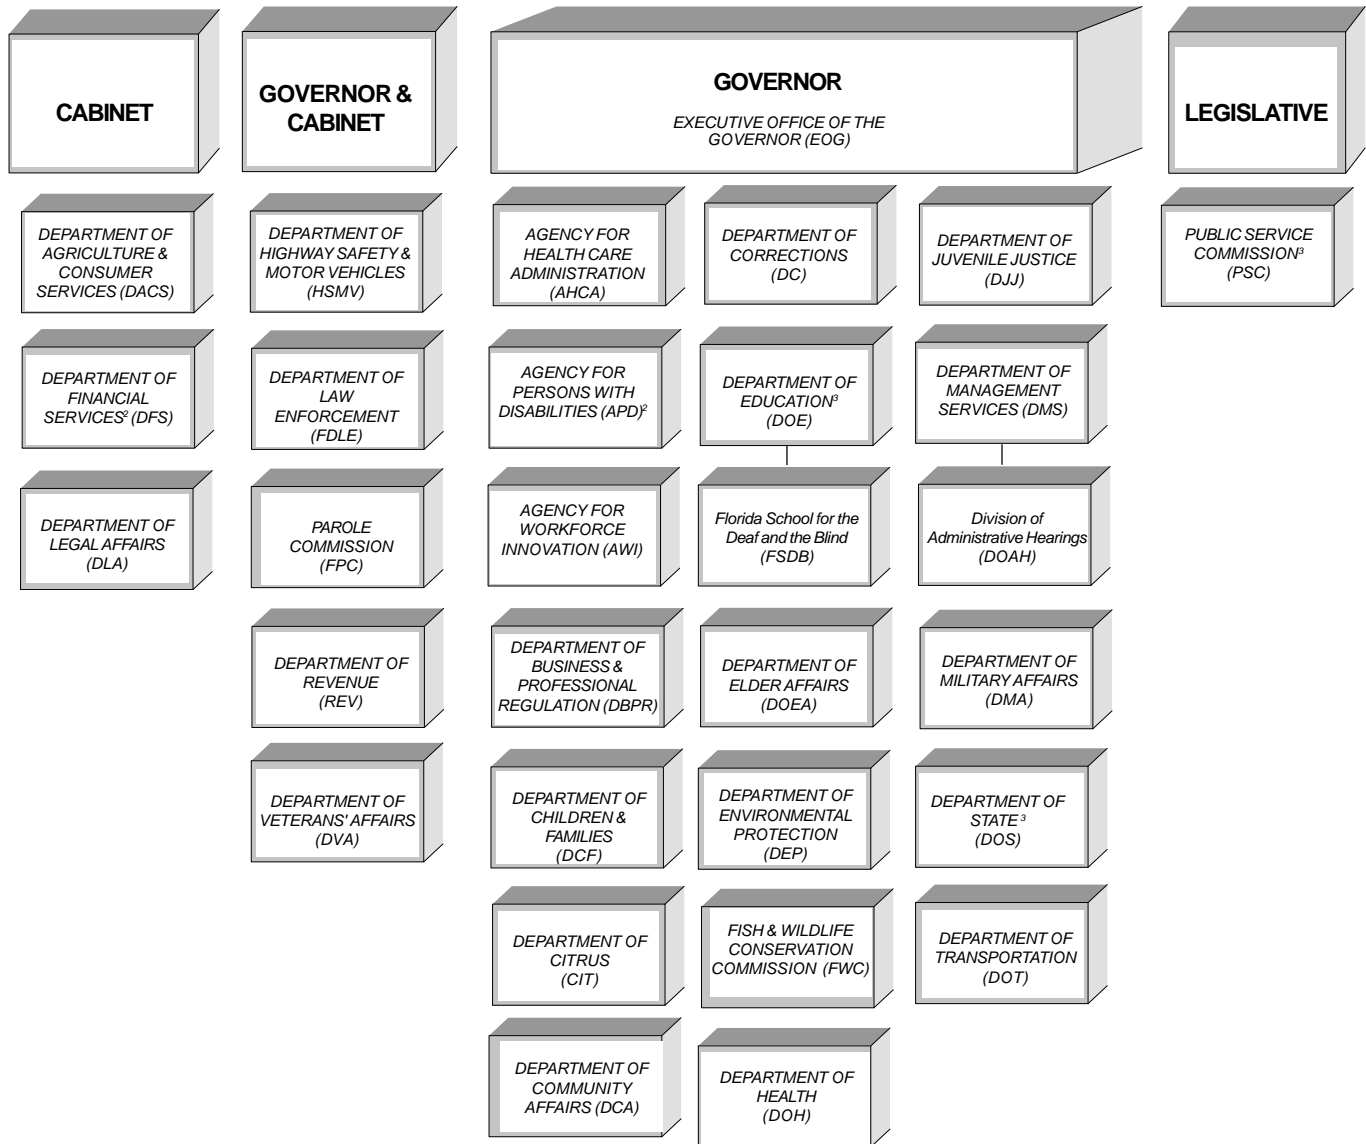 CABINET
GOVERNOR &
CABINET
GOVERNOR
EXECUTIVE OFFICE OF THE
GOVERNOR (EOG)
LEGISLATIVE
DEPARTMENT OF
AGRICULTURE &
CONSUMER
SERVICES (DACS)
DEPARTMENT OF
HIGHWAY SAFETY &
MOTOR VEHICLES
(HSMV)
AGENCY FOR
HEALTH CARE
ADMINISTRATION
(AHCA)
DEPARTMENT OF
CORRECTIONS
(DC)
DEPARTMENT OF
JUVENILE JUSTICE
(DJJ)
PUBLIC SERVICE
COMMISSION³
(PSC)
DEPARTMENT OF
FINANCIAL
SERVICES² (DFS)
DEPARTMENT OF
LAW
ENFORCEMENT
(FDLE)
AGENCY FOR
PERSONS WITH
DISABILITIES (APD)²
DEPARTMENT OF
EDUCATION³
(DOE)
DEPARTMENT OF
MANAGEMENT
SERVICES (DMS)
DEPARTMENT OF
LEGAL AFFAIRS
(DLA)
PAROLE
COMMISSION
(FPC)
AGENCY FOR
WORKFORCE
INNOVATION (AWI)
Florida School for the
Deaf and the Blind
(FSDB)
Division of
Administrative Hearings
(DOAH)
DEPARTMENT OF
REVENUE
(REV)
DEPARTMENT OF
BUSINESS &
PROFESSIONAL
REGULATION (DBPR)
DEPARTMENT OF
ELDER AFFAIRS
(DOEA)
DEPARTMENT OF
MILITARY AFFAIRS
(DMA)
DEPARTMENT OF
VETERANS' AFFAIRS
(DVA)
DEPARTMENT OF
CHILDREN &
FAMILIES
(DCF)
DEPARTMENT OF
ENVIRONMENTAL
PROTECTION
(DEP)
DEPARTMENT OF
STATE ³
(DOS)
DEPARTMENT OF
CITRUS
(CIT)
FISH & WILDLIFE
CONSERVATION
COMMISSION (FWC)
DEPARTMENT OF
TRANSPORTATION
(DOT)
DEPARTMENT OF
COMMUNITY
AFFAIRS (DCA)
DEPARTMENT OF
HEALTH
(DOH)